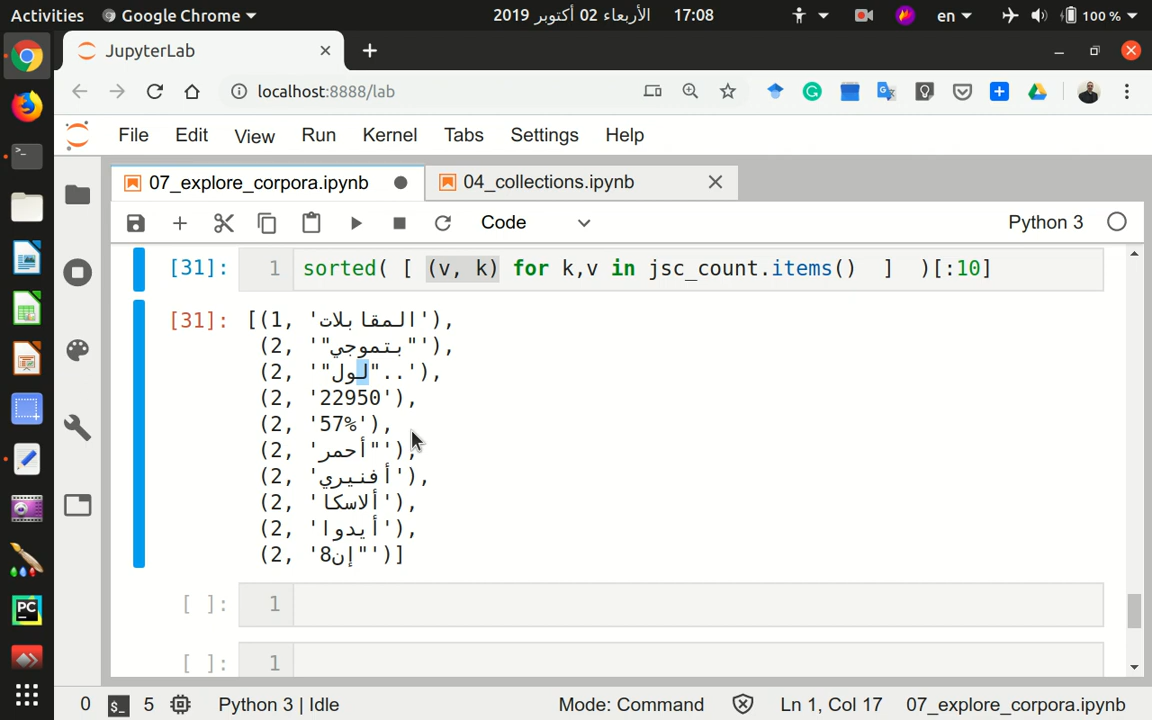 Activities Google Chrome الأربعاء 02 أكتوبر 2019 17:08 en 100 %
JupyterLab
localhost:8888/lab
File Edit View Run Kernel Tabs Settings Help
07_explore_corpora.ipynb 04_collections.ipynb
Code Python 3
[31]: 1 sorted( [ (v, k) for k,v in jsc_count.items() ] )[:10]
[31]: [(1, 'المقابلات'),
(2, '"بتموجي"'),
(2, '"لول"..'),
(2, '22950'),
(2, '57%'),
(2, 'أحمر"'),
(2, 'أفنيري'),
(2, 'ألاسكا'),
(2, 'أيدوا'),
(2, '8إن"')]
[ ]: 1
[ ]: 1
PC
0 $_ 5 Python 3 | Idle Mode: Command Ln 1, Col 17 07_explore_corpora.ipynb